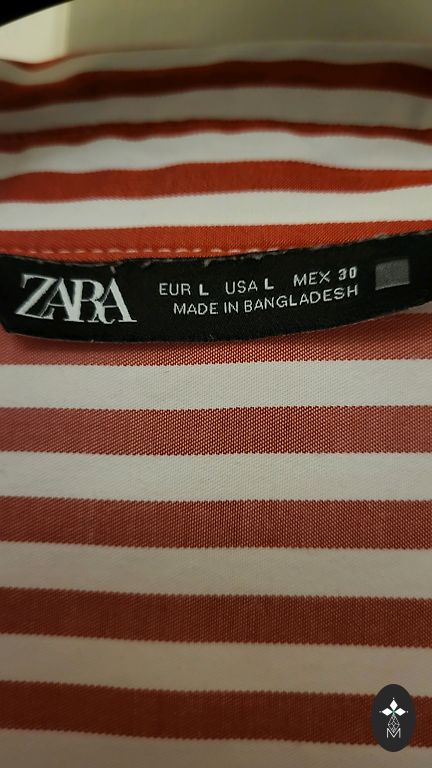 ZARA
EUR L USA L MEX 30
MADE IN BANGLADESH
M